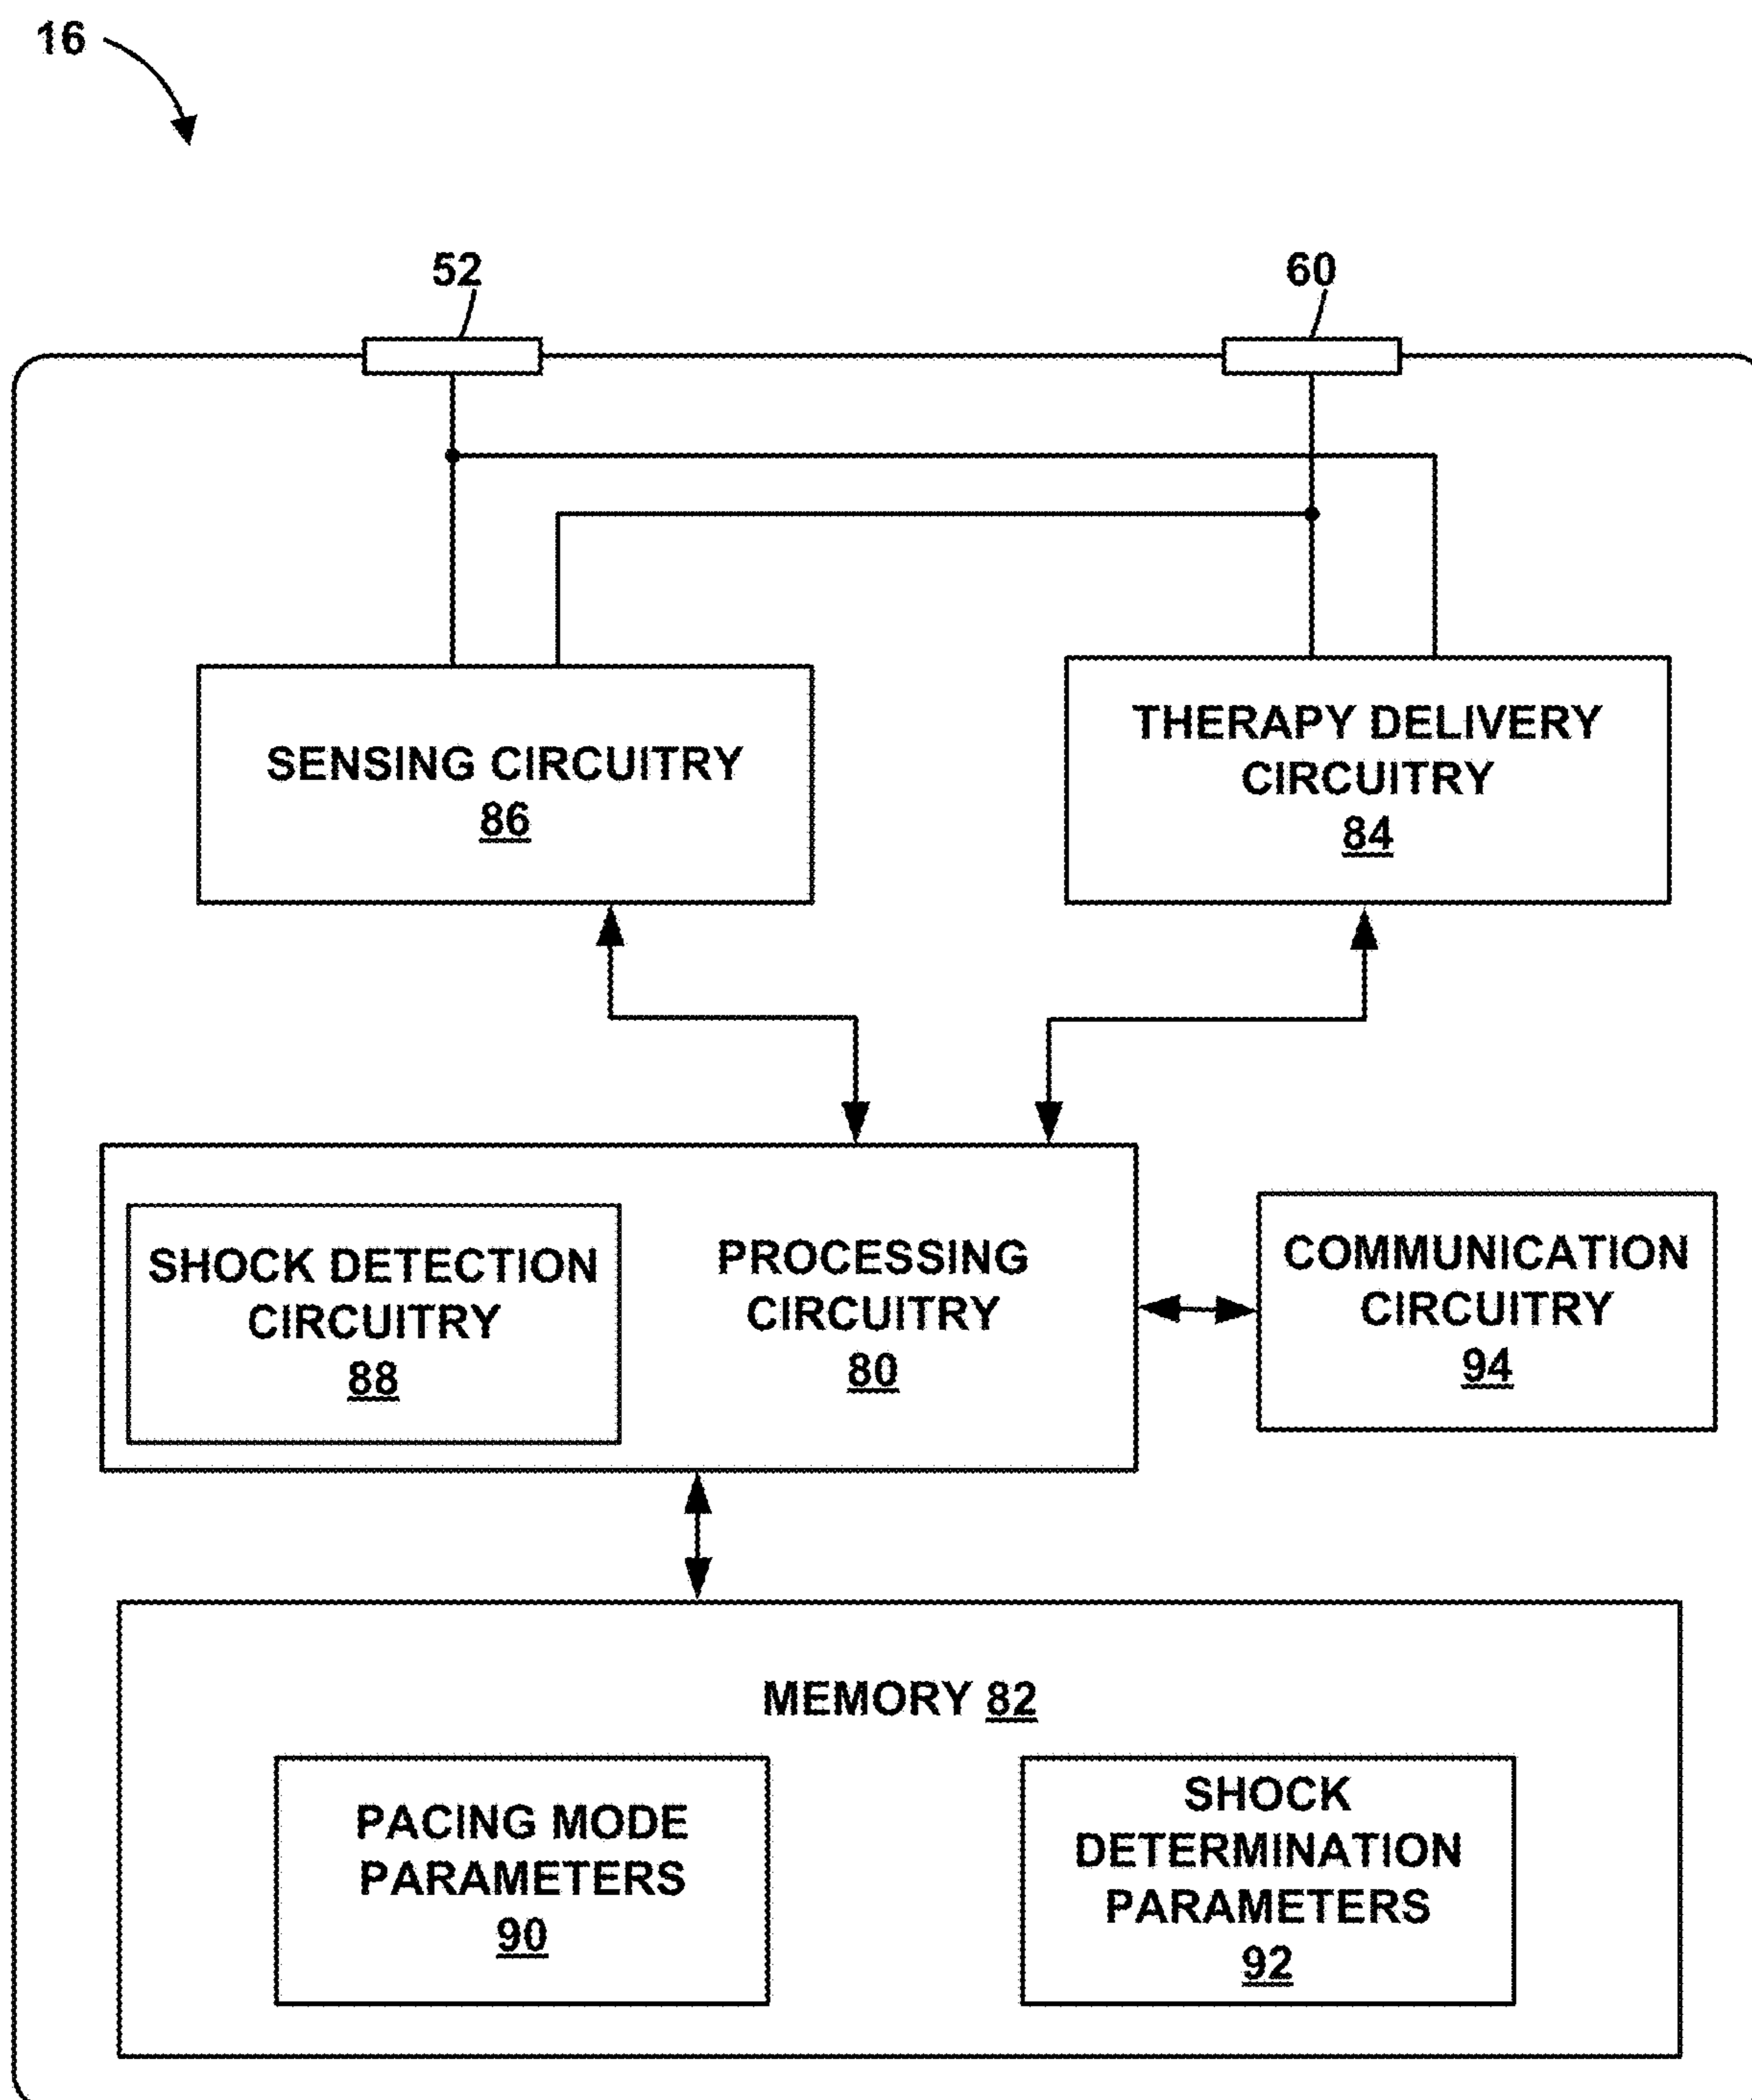 16
52
60
SENSING CIRCUITRY
86
THERAPY DELIVERY
CIRCUITRY
84
SHOCK DETECTION
CIRCUITRY
88
PROCESSING
CIRCUITRY
80
COMMUNICATION
CIRCUITRY
94
MEMORY 82
PACING MODE
PARAMETERS
90
SHOCK
DETERMINATION
PARAMETERS
92